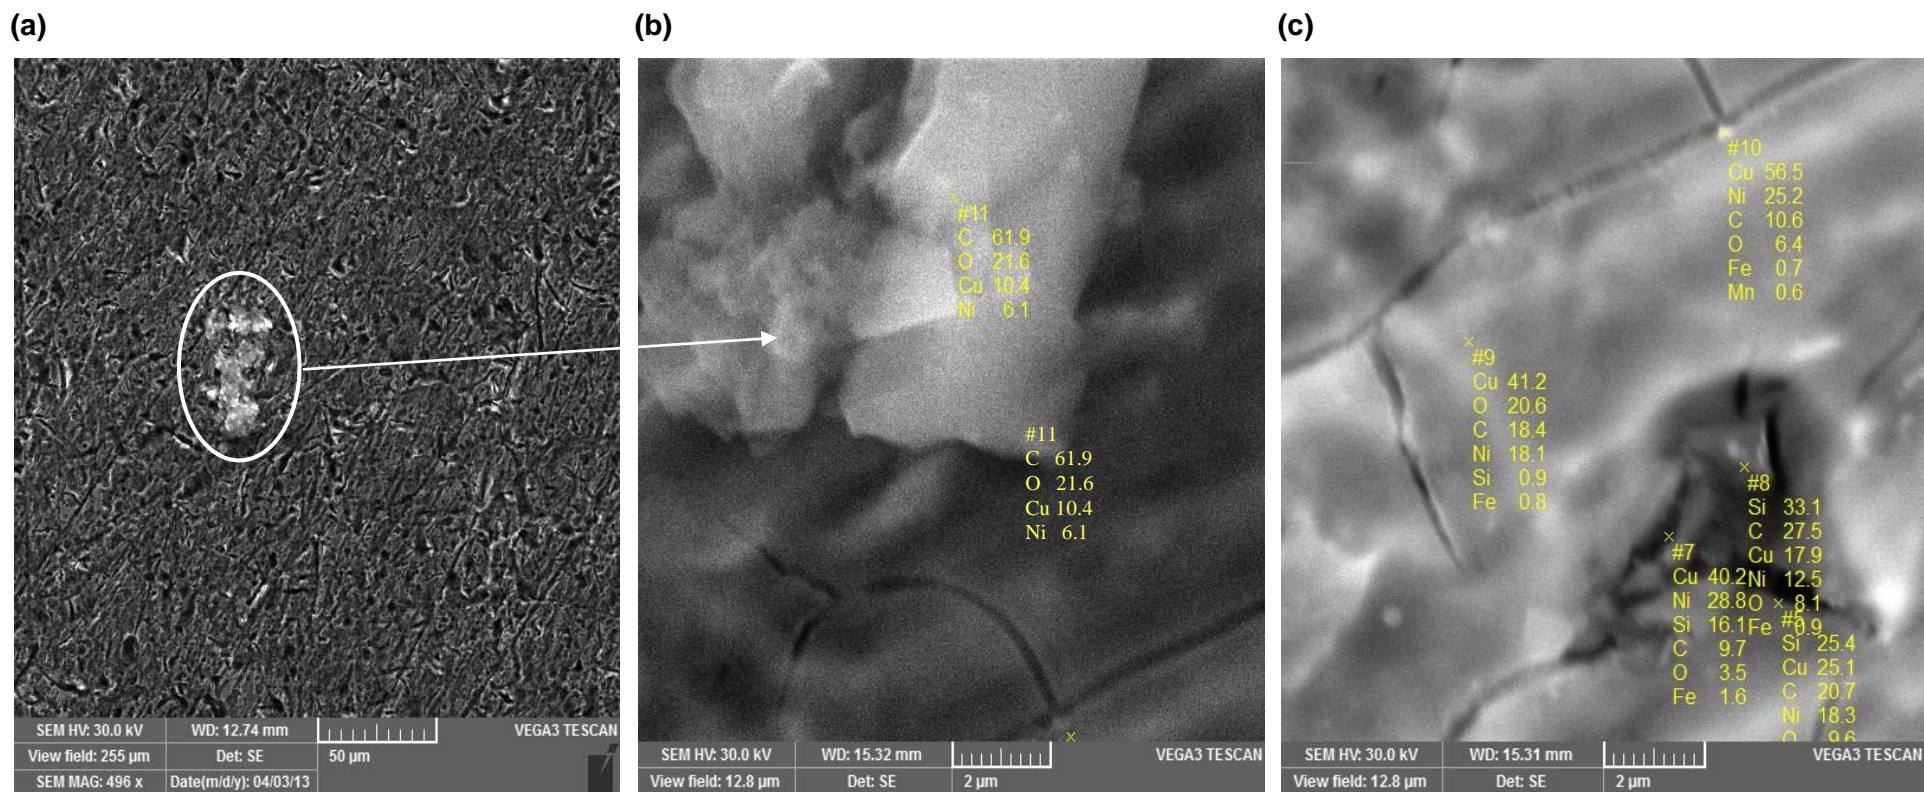 (a)
(b)
(c)
#11
C 61.9
O 21.6
Cu 10.4
Ni 6.1
#11
C 61.9
O 21.6
Cu 10.4
Ni 6.1
#10
Cu 56.5
Ni 25.2
C 10.6
O 6.4
Fe 0.7
Mn 0.6
#9
Cu 41.2
O 20.6
C 18.4
Ni 18.1
Si 0.9
Fe 0.8
#8
Si 33.1
C 27.5
Cu 17.9
Ni 12.5
O 8.1
Fe 0.9
#7
Cu 40.2
Ni 28.8
Si 16.1
C 9.7
O 3.5
Fe 1.6
Si 25.4
Cu 25.1
C 20.7
Ni 18.3
O 9.6
SEM HV: 30.0 kV WD: 12.74 mm VEGA3 TESCAN
View field: 255 µm Det: SE 50 µm
SEM MAG: 496 x Date(m/d/y): 04/03/13
SEM HV: 30.0 kV WD: 15.32 mm VEGA3 TESCAN
View field: 12.8 µm Det: SE 2 µm
SEM HV: 30.0 kV WD: 15.31 mm VEGA3 TESCAN
View field: 12.8 µm Det: SE 2 µm